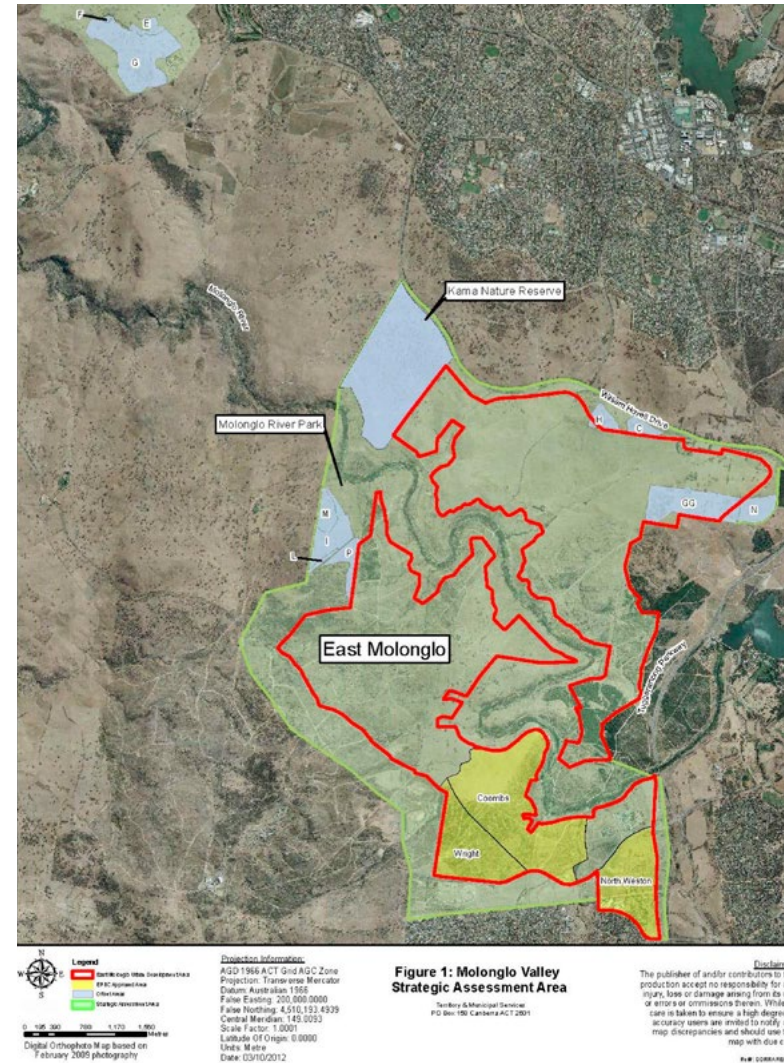 F
E
G
Kama Nature Reserve
Molonglo River
William Hovell Drive
H
C
Molonglo River Park
GG
N
M
I
L
P
East Molonglo
Tuggeranong Parkway
Coombs
Wright
North Weston
N
W
E
S
Legend
East Molonglo Urban Development Area
EPBC Approved Area
Offset Areas
Strategic Assessment Area
Metres
Digital Orthophoto Map based on
February 2009 photography
Projection Information:
AGD 1966 ACT Grid AGC Zone
Projection: Transverse Mercator
Datum: Australian 1966
False Easting: 200,000.0000
False Northing: 4,510,193.4939
Central Meridian: 149.0093
Scale Factor: 1.0001
Latitude Of Origin: 0.0000
Units: Metre
Date: 03/10/2012
Figure 1: Molonglo Valley
Strategic Assessment Area
Territory & Municipal Services
PO Box 158 Canberra ACT 2601
Disclaim
The publisher of and/or contributors to
production accept no responsibility for
injury, loss or damage arising from its
or errors or ommissions therein. While
care is taken to ensure a high degree
accuracy users are invited to notify
map discrepancies and should use
map with due c